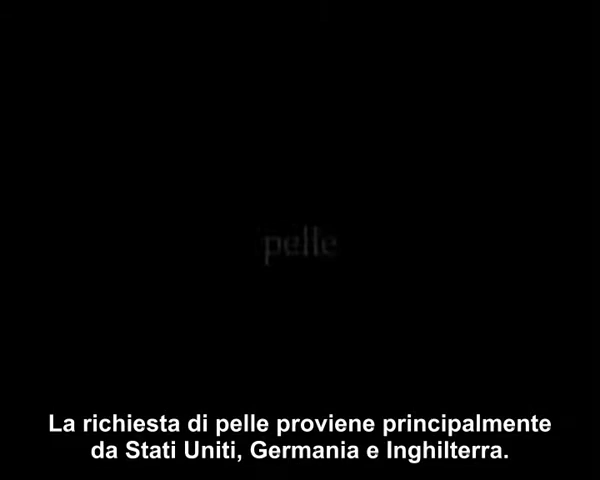 pelle
La richiesta di pelle proviene principalmente
da Stati Uniti, Germania e Inghilterra.